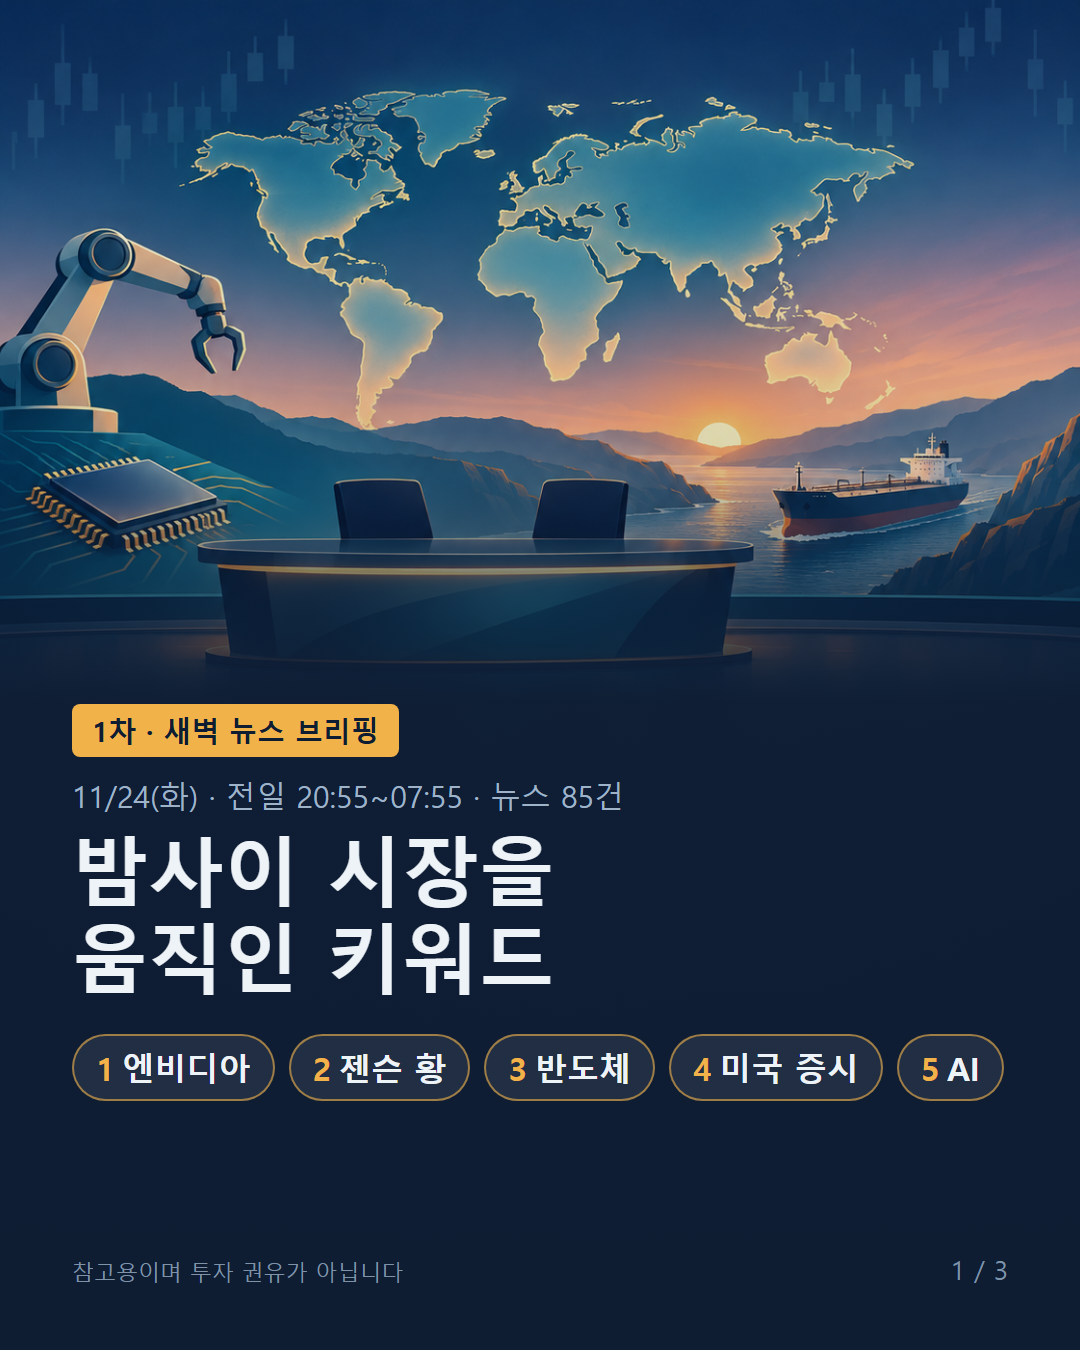 1차 · 새벽 뉴스 브리핑
11/24(화) · 전일 20:55~07:55 · 뉴스 85건
밤사이 시장을
움직인 키워드
1 엔비디아 2 젠슨 황 3 반도체 4 미국 증시 5 AI
참고용이며 투자 권유가 아닙니다 1 / 3